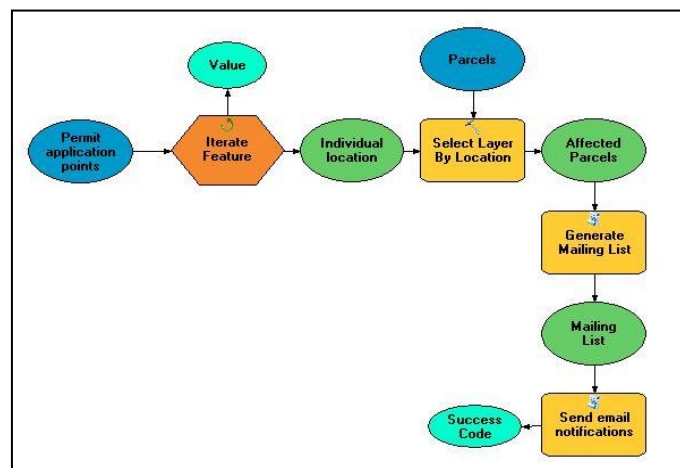 Value
Parcels
Permit
application
points
Iterate
Feature
Individual
location
Select Layer
By Location
Affected
Parcels
Generate
Mailing List
Mailing
List
Success
Code
Send email
notifications